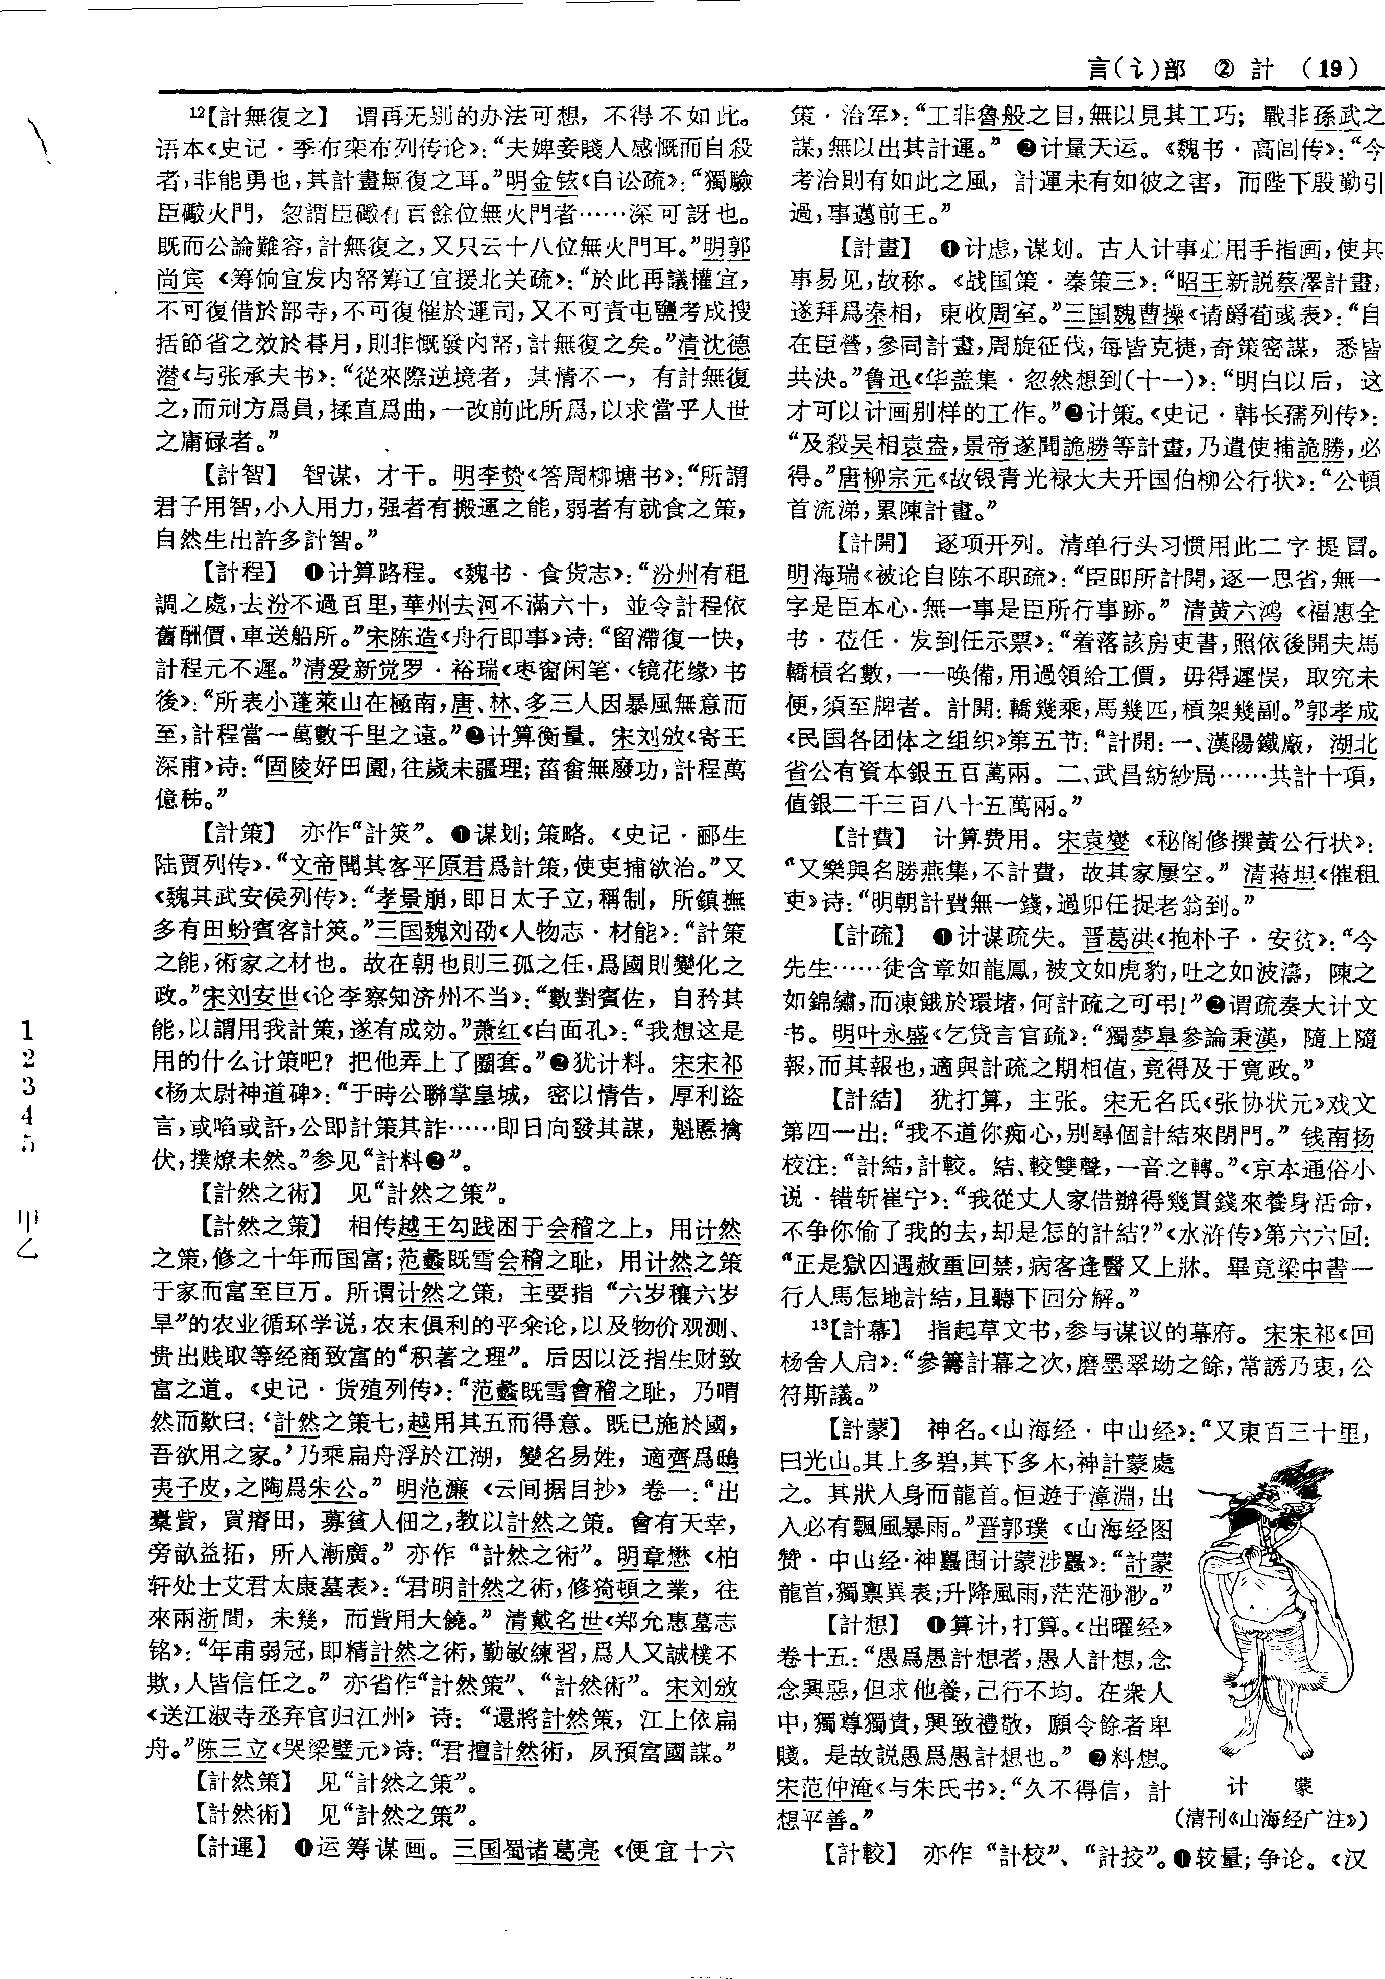 言(讠)部 ② 計 (19)
¹²【計無復之】 谓再无别的办法可想，不得不如此。
语本《史记·季布栾布列传论》：“夫婢妾賤人感慨而自殺
者，非能勇也，其計畫無復之耳。”明金铉《自讼疏》：“獨驗
臣礮火門，忽謂臣礮有百餘位無火門者……深可訝也。
既而公論難容，計無復之，又只云十八位無火門耳。”明郭
尚宾《筹饷宜发内帑筹辽宜援北关疏》：“於此再議權宜，
不可復借於部寺，不可復催於運司，又不可責屯鹽考成搜
括節省之效於朞月，則非慨發内帑，計無復之矣。”清沈德
潜《与张承夫书》：“從來際逆境者，其情不一，有計無復
之，而刓方爲員，揉直爲曲，一改前此所爲，以求當乎人世
之庸碌者。”
【計智】 智谋，才干。明李贽《答周柳塘书》：“所謂
君子用智，小人用力，强者有搬運之能，弱者有就食之策，
自然生出許多計智。”
【計程】 ❶计算路程。《魏书·食货志》：“汾州有租
調之處，去汾不過百里，華州去河不滿六十，並令計程依
舊酬價，車送船所。”宋陈造《舟行即事》诗：“留滯復一快，
計程元不遲。”清爱新觉罗·裕瑞《枣窗闲笔·〈镜花缘〉书
後》：“所表小蓬萊山在極南，唐、林、多三人因暴風無意而
至，計程當一萬數千里之遠。”❷计算衡量。宋刘攽《寄王
深甫》诗：“固陵好田園，往歲未疆理；菑畬無廢功，計程萬
億秭。”
【計策】 亦作“計筴”。❶谋划；策略。《史记·郦生
陆贾列传》：“文帝聞其客平原君爲計策，使吏捕欲治。”又
《魏其武安侯列传》：“孝景崩，即日太子立，稱制，所鎮撫
多有田蚡賓客計筴。”三国魏刘劭《人物志·材能》：“計策
之能，術家之材也。故在朝也則三孤之任，爲國則變化之
政。”宋刘安世《论李察知济州不当》：“數對賓佐，自矜其
能，以謂用我計策，遂有成効。”萧红《白面孔》：“我想这是
用的什么计策吧？把他弄上了圈套。”❷犹计料。宋宋祁
《杨太尉神道碑》：“于時公聯掌皇城，密以情告，厚利盜
言，或啗或訐，公即計策其詐……即日向發其謀，魁慝擒
伏，撲燎未然。”参见“計料❷”。
【計然之術】 见“計然之策”。
【計然之策】 相传越王勾践困于会稽之上，用计然
之策，修之十年而国富；范蠡既雪会稽之耻，用计然之策
于家而富至巨万。所谓计然之策，主要指“六岁穰六岁
旱”的农业循环学说，农末俱利的平籴论，以及物价观测、
贵出贱取等经商致富的“积著之理”。后因以泛指生财致
富之道。《史记·货殖列传》：“范蠡既雪會稽之耻，乃喟
然而歎曰：‘計然之策七，越用其五而得意。既已施於國，
吾欲用之家。’乃乘扁舟浮於江湖，變名易姓，適齊爲鴟
夷子皮，之陶爲朱公。”明范濂《云间据目抄》卷一：“出
橐貲，買瘠田，募貧人佃之，教以計然之策。會有天幸，
旁畝益拓，所人漸廣。”亦作“計然之術”。明章懋《柏
轩处士艾君太康墓表》：“君明計然之術，修猗頓之業，往
來兩浙間，未幾，而貲用大饒。”清戴名世《郑允惠墓志
铭》：“年甫弱冠，即精計然之術，勤敏練習，爲人又誠樸不
欺，人皆信任之。”亦省作“計然策”、“計然術”。宋刘攽
《送江淑寺丞弃官归江州》诗：“還將計然策，江上依扁
舟。”陈三立《哭梁璧元》诗：“君擅計然術，夙預富國謀。”
【計然策】 见“計然之策”。
【計然術】 见“計然之策”。
【計運】 ❶运筹谋画。三国蜀诸葛亮《便宜十六
策·治军》：“工非魯般之目，無以見其工巧；戰非孫武之
謀，無以出其計運。”❷计量天运。《魏书·高闾传》：“今
考治則有如此之風，計運未有如彼之害，而陛下殷勤引
過，事邁前王。”
【計畫】 ❶计虑，谋划。古人计事必用手指画，使其
事易见，故称。《战国策·秦策三》：“昭王新説蔡澤計畫，
遂拜爲秦相，東收周室。”三国魏曹操《请爵荀彧表》：“自
在臣營，參同計畫，周旋征伐，每皆克捷，奇策密謀，悉皆
共決。”鲁迅《华盖集·忽然想到(十一)》：“明白以后，这
才可以计画别样的工作。”❷计策。《史记·韩长孺列传》：
“及殺吴相袁盎，景帝遂聞詭勝等計畫，乃遣使捕詭勝，必
得。”唐柳宗元《故银青光禄大夫开国伯柳公行状》：“公頓
首流涕，累陳計畫。”
【計開】 逐项开列。清单行头习惯用此二字提冒。
明海瑞《被论自陈不职疏》：“臣即所計開，逐一思省，無一
字是臣本心，無一事是臣所行事跡。”清黄六鸿《福惠全
书·莅任·发到任示票》：“着落該房吏書，照依後開夫馬
轎槓名數，一一唤備，用過領給工價，毋得遲悮，取究未
便，須至牌者。計開：轎幾乘，馬幾匹，槓架幾副。”郭孝成
《民国各团体之组织》第五节：“計開：一、漢陽鐵廠，湖北
省公有資本銀五百萬兩。二、武昌紡紗局……共計十項，
值銀二千三百八十五萬兩。”
【計費】 计算费用。宋袁燮《秘阁修撰黄公行状》：
“又樂與名勝燕集，不計費，故其家屢空。”清蒋坦《催租
吏》诗：“明朝計費無一錢，過卯任捉老翁到。”
【計疏】 ❶计谋疏失。晋葛洪《抱朴子·安贫》：“今
先生……徒含章如龍鳳，被文如虎豹，吐之如波濤，陳之
如錦繡，而凍餓於環堵，何計疏之可弔！”❷谓疏奏大计文
书。明叶永盛《乞贷言官疏》：“獨夢皐參論秉漢，隨上隨
報，而其報也，適與計疏之期相值，竟得及于寬政。”
【計結】 犹打算，主张。宋无名氏《张协状元》戏文
第四一出：“我不道你痴心，别尋個計結來閉門。”钱南扬
校注：“計結，計較。結、較雙聲，一音之轉。”《京本通俗小
说·错斩崔宁》：“我從丈人家借辦得幾貫錢來養身活命，
不争你偷了我的去，却是怎的計結？”《水浒传》第六六回：
“正是獄囚遇赦重回禁，病客逢醫又上牀。畢竟梁中書一
行人馬怎地計結，且聽下回分解。”
¹³【計幕】 指起草文书，参与谋议的幕府。宋宋祁《回
杨舍人启》：“參籌計幕之次，磨墨翠坳之餘，常誘乃衷，公
符斯議。”
【計蒙】 神名。《山海经·中山经》：“又東百三十里，
曰光山。其上多碧，其下多木，神計蒙處
之。其狀人身而龍首。恒遊于漳淵，出
入必有飄風暴雨。”晋郭璞《山海经图
赞·中山经·神蠱图计蒙涉蠱》：“計蒙
龍首，獨禀異表；升降風雨，茫茫渺渺。”
【計想】 ❶算计，打算。《出曜经》
卷十五：“愚爲愚計想者，愚人計想，念
念興惡，但求他養，己行不均。在衆人
中，獨尊獨貴，興致禮敬，願令餘者卑
賤。是故説愚爲愚計想也。”❷料想。
宋范仲淹《与朱氏书》：“久不得信，計
想平善。”
计 蒙
（清刊《山海经广注》）
【計較】 亦作“計校”、“計挍”。❶较量；争论。《汉
1
2
3
4
5
甲
乙